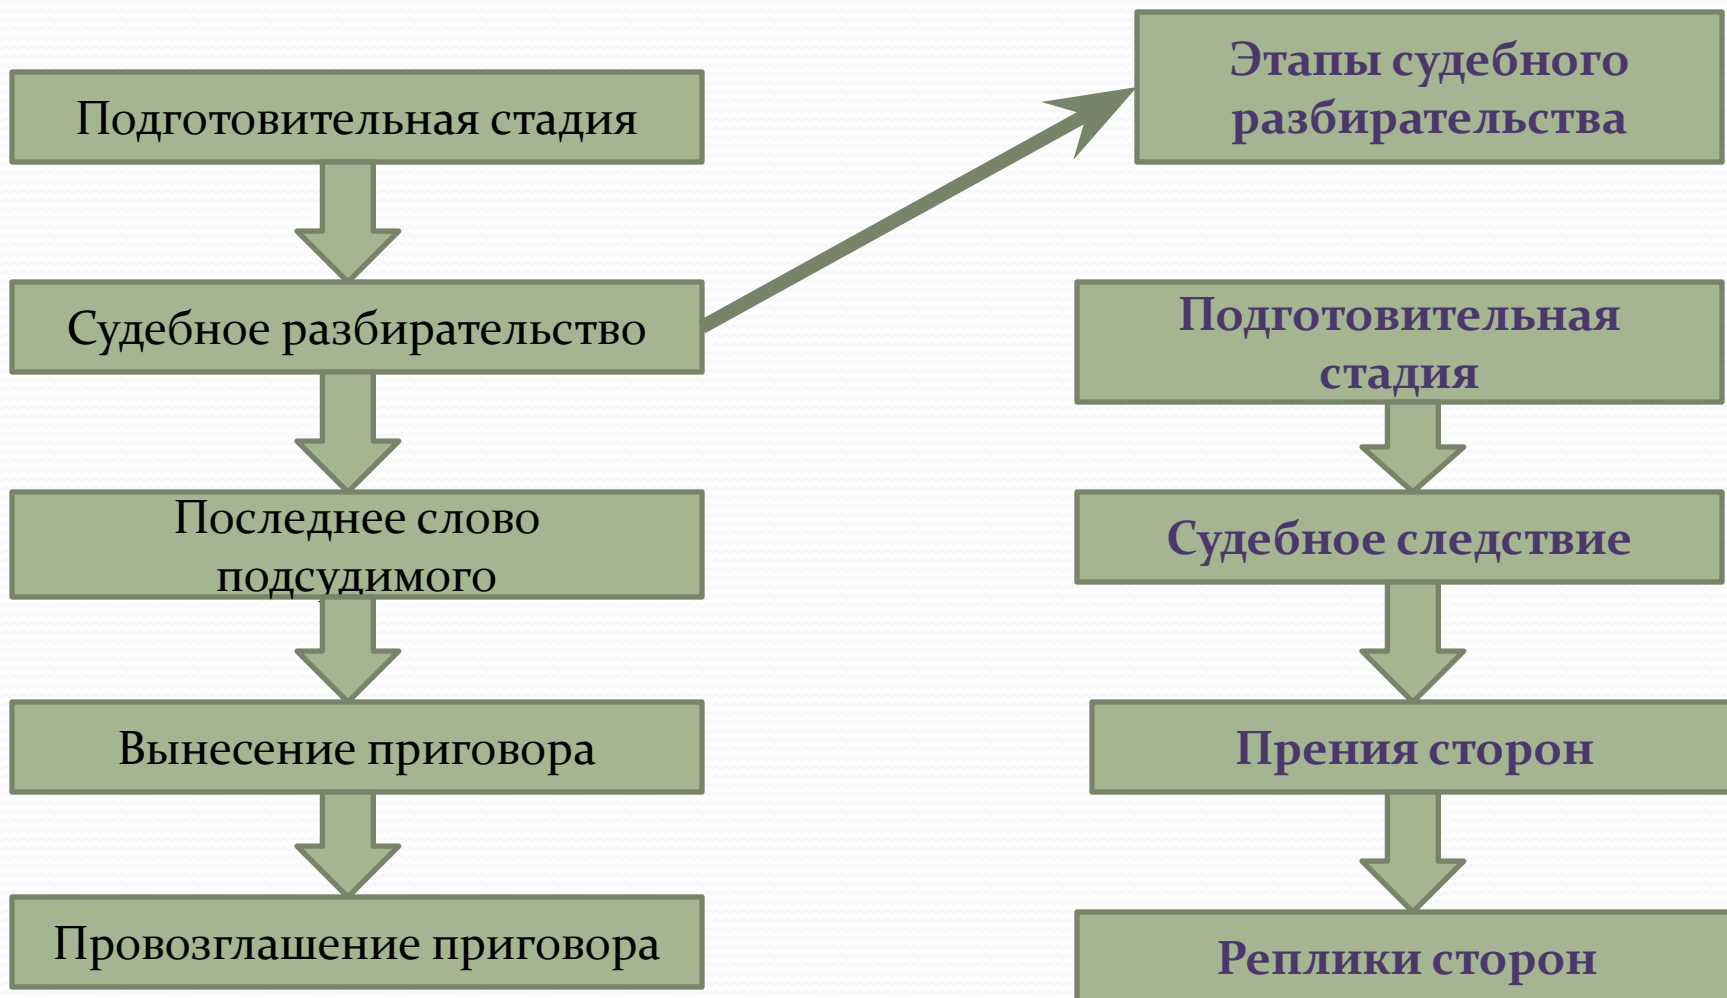 Подготовительная стадия
Судебное разбирательство
Последнее слово
подсудимого
Вынесение приговора
Провозглашение приговора
Этапы судебного
разбирательства
Подготовительная
стадия
Судебное следствие
Прения сторон
Реплики сторон